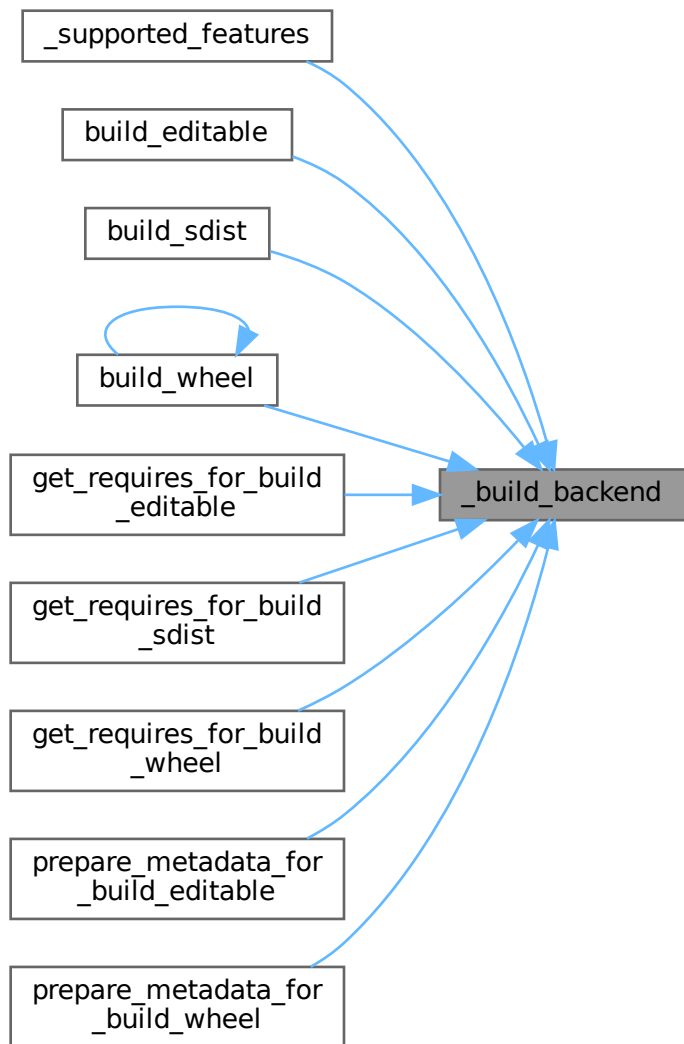 _supported_features
build_editable
build_sdist
build_wheel
get_requires_for_build
_editable
_build_backend
get_requires_for_build
_sdist
get_requires_for_build
_wheel
prepare_metadata_for
_build_editable
prepare_metadata_for
_build_wheel